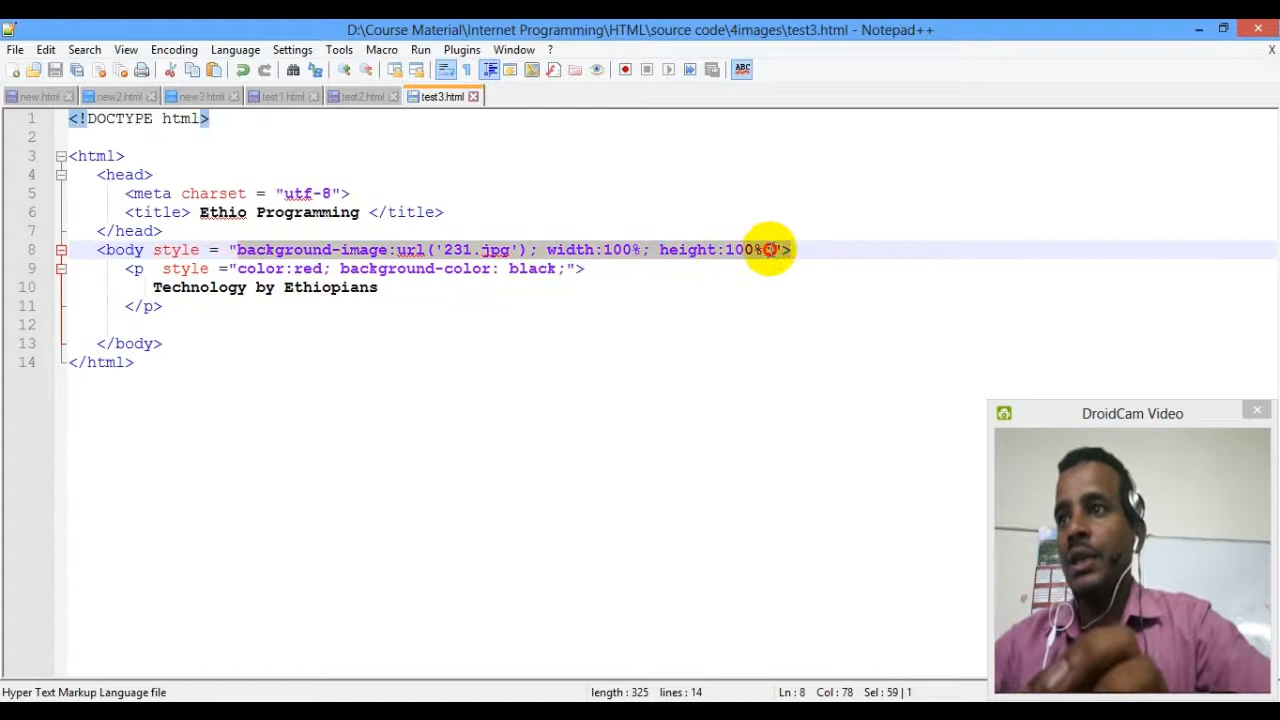 D:\Course Material\Internet Programming\HTML\source code\4images\test3.html - Notepad++
File Edit Search View Encoding Language Settings Tools Macro Run Plugins Window ? X
ABC
new.html new2.html new3.html test1.html test2.html test3.html
1 <!DOCTYPE html>
2
3 <html>
4 <head>
5 <meta charset = "utf-8">
6 <title> Ethio Programming </title>
7 </head>
8 <body style = "background-image:url('231.jpg'); width:100%; height:100%;">
9 <p style ="color:red; background-color: black;">
10 Technology by Ethiopians
11 </p>
12
13 </body>
14 </html>
DroidCam Video
Hyper Text Markup Language file length : 325 lines : 14 Ln : 8 Col : 78 Sel : 59 | 1